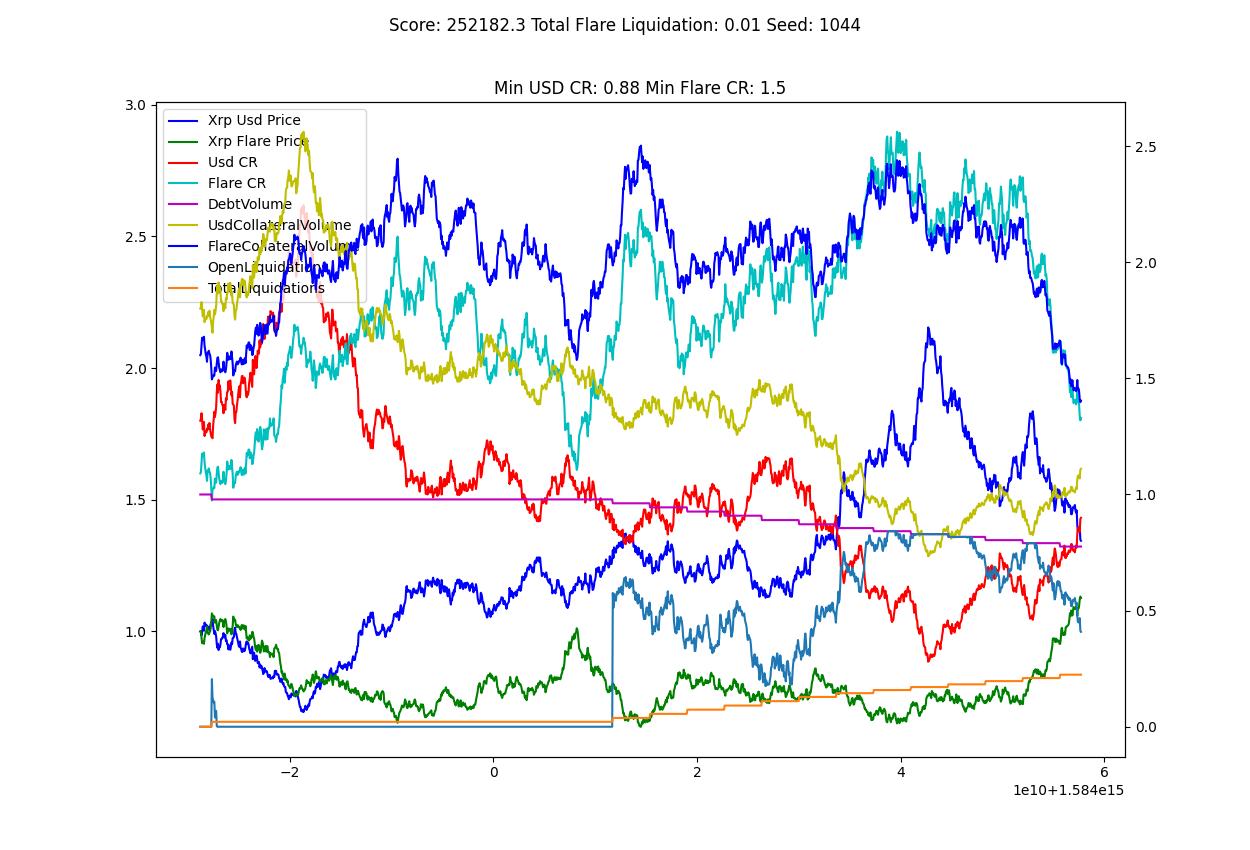 Score: 252182.3 Total Flare Liquidation: 0.01 Seed: 1044
Min USD CR: 0.88 Min Flare CR: 1.5
3.0
2.5
2.0
1.5
1.0
Xrp Usd Price
Xrp Flare Price
Usd CR
Flare CR
DebtVolume
UsdCollateralVolume
FlareCollateralVolume
OpenLiquidations
TotalLiquidations
2.5
2.0
1.5
1.0
0.5
0.0
−2 0 2 4 6
1e10+1.584e15